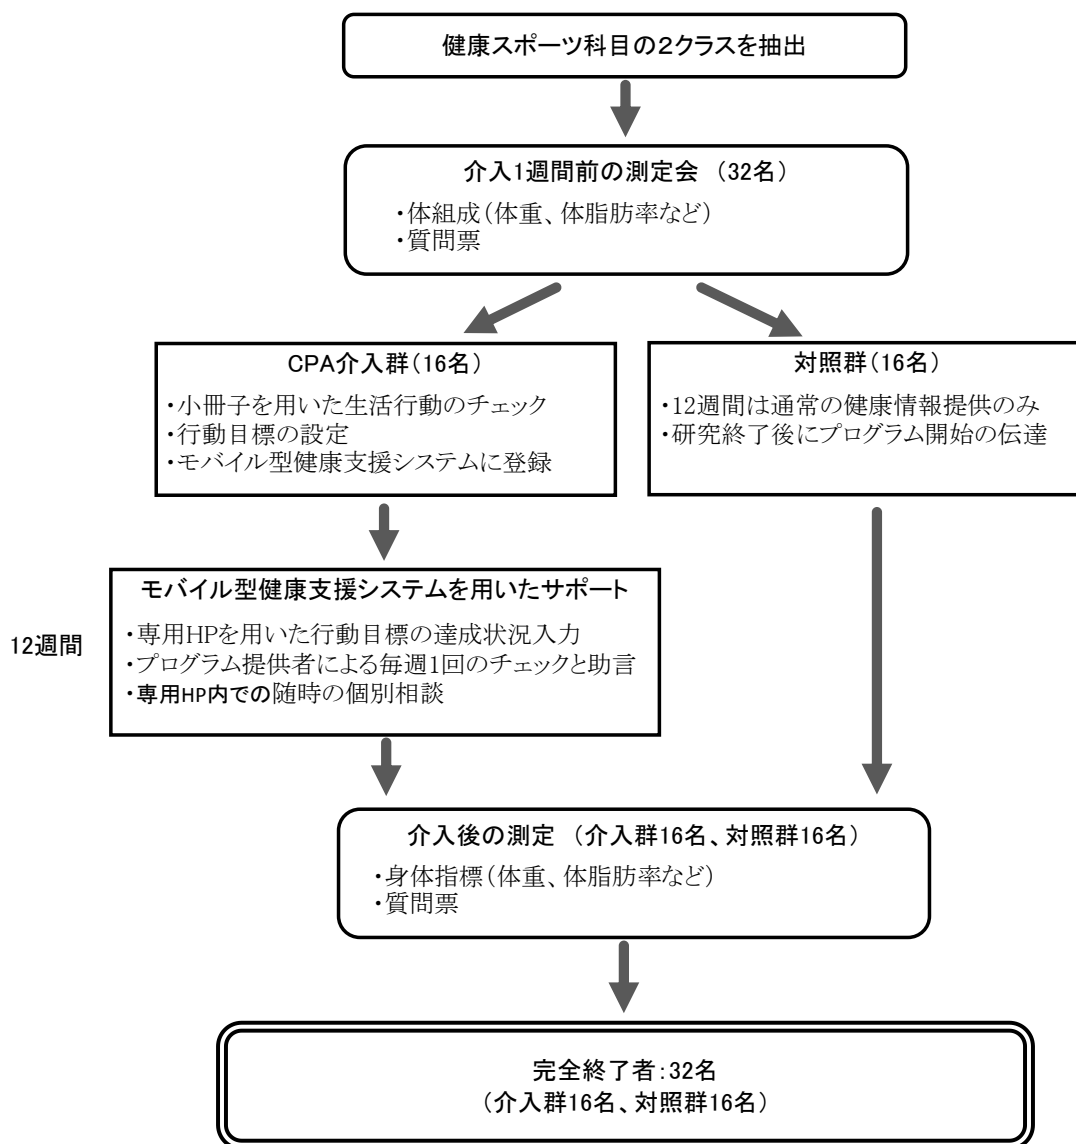 健康スポーツ科目の2クラスを抽出
介入1週間前の測定会 （32名）
・体組成（体重、体脂肪率など）
・質問票
CPA介入群（16名）
・小冊子を用いた生活行動のチェック
・行動目標の設定
・モバイル型健康支援システムに登録
対照群（16名）
・12週間は通常の健康情報提供のみ
・研究終了後にプログラム開始の伝達
12週間
モバイル型健康支援システムを用いたサポート
・専用HPを用いた行動目標の達成状況入力
・プログラム提供者による毎週1回のチェックと助言
・専用HP内での随時の個別相談
介入後の測定 （介入群16名、対照群16名）
・身体指標（体重、体脂肪率など）
・質問票
完全終了者：32名
（介入群16名、対照群16名）